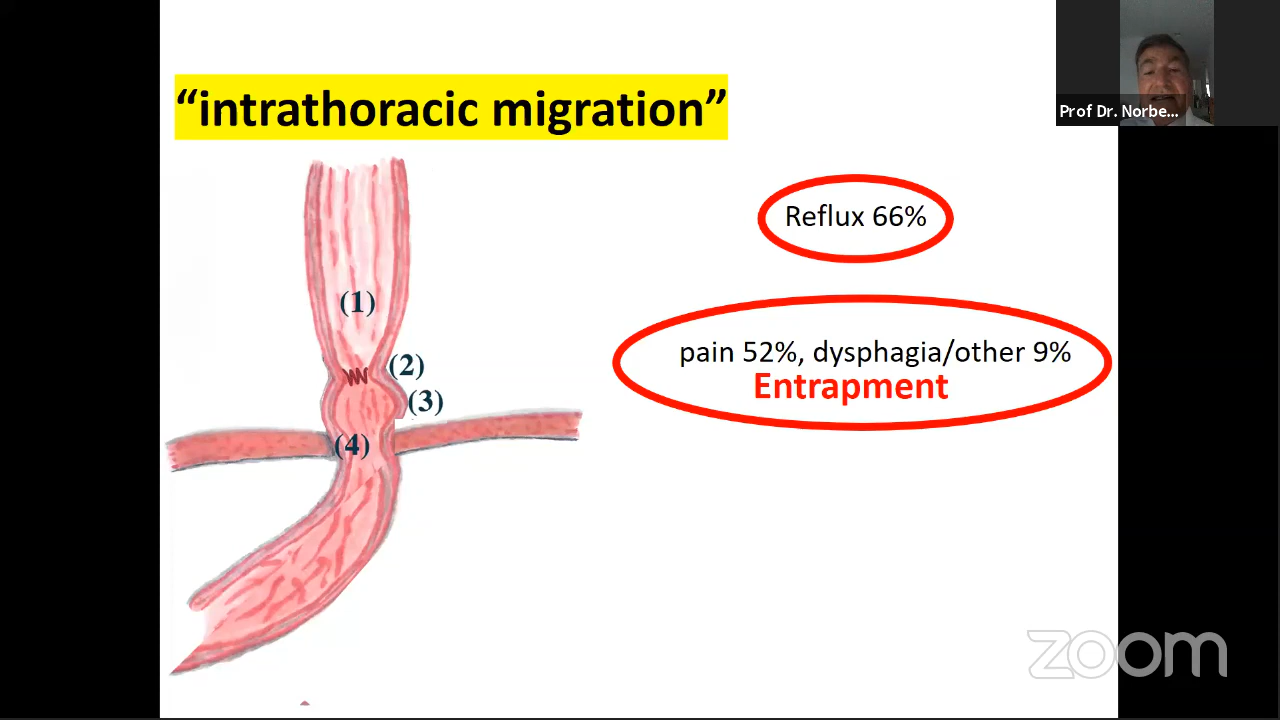 “intrathoracic migration”
Prof Dr. Norbe...
Reflux 66%
(1)
pain 52%, dysphagia/other 9%
(2)
Entrapment
(3)
(4)
zoom